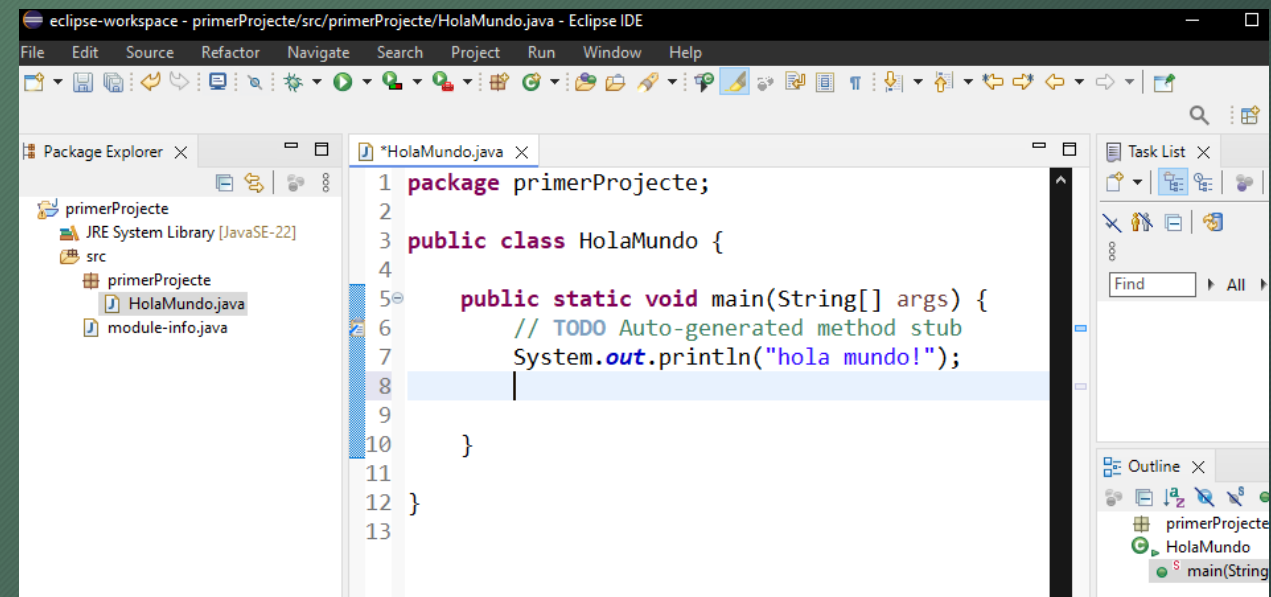 eclipse-workspace - primerProjecte/src/primerProjecte/HolaMundo.java - Eclipse IDE
File Edit Source Refactor Navigate Search Project Run Window Help
Package Explorer
primerProjecte
JRE System Library [JavaSE-22]
src
primerProjecte
HolaMundo.java
module-info.java
*HolaMundo.java
1 package primerProjecte;
2
3 public class HolaMundo {
4
5 public static void main(String[] args) {
6 // TODO Auto-generated method stub
7 System.out.println("hola mundo!");
8
9
10 }
11
12 }
13
Task List
Find All
Outline
primerProjecte
HolaMundo
main(String